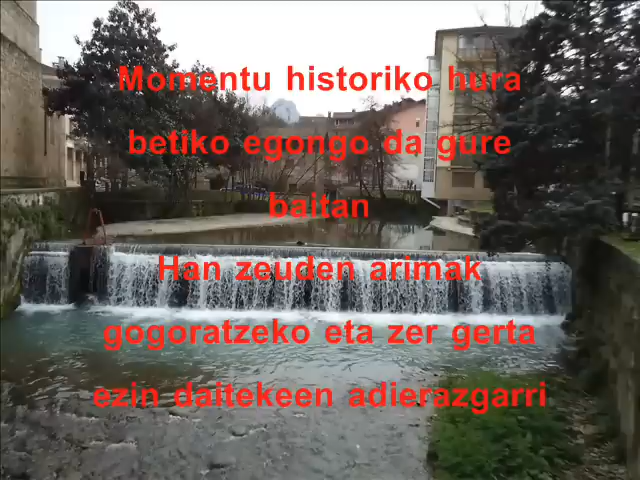 Momentu historiko hura
betiko egongo da gure
baitan
Han zeuden arimak
gogoratzeko eta zer gerta
ezin daitekeen adierazgarri